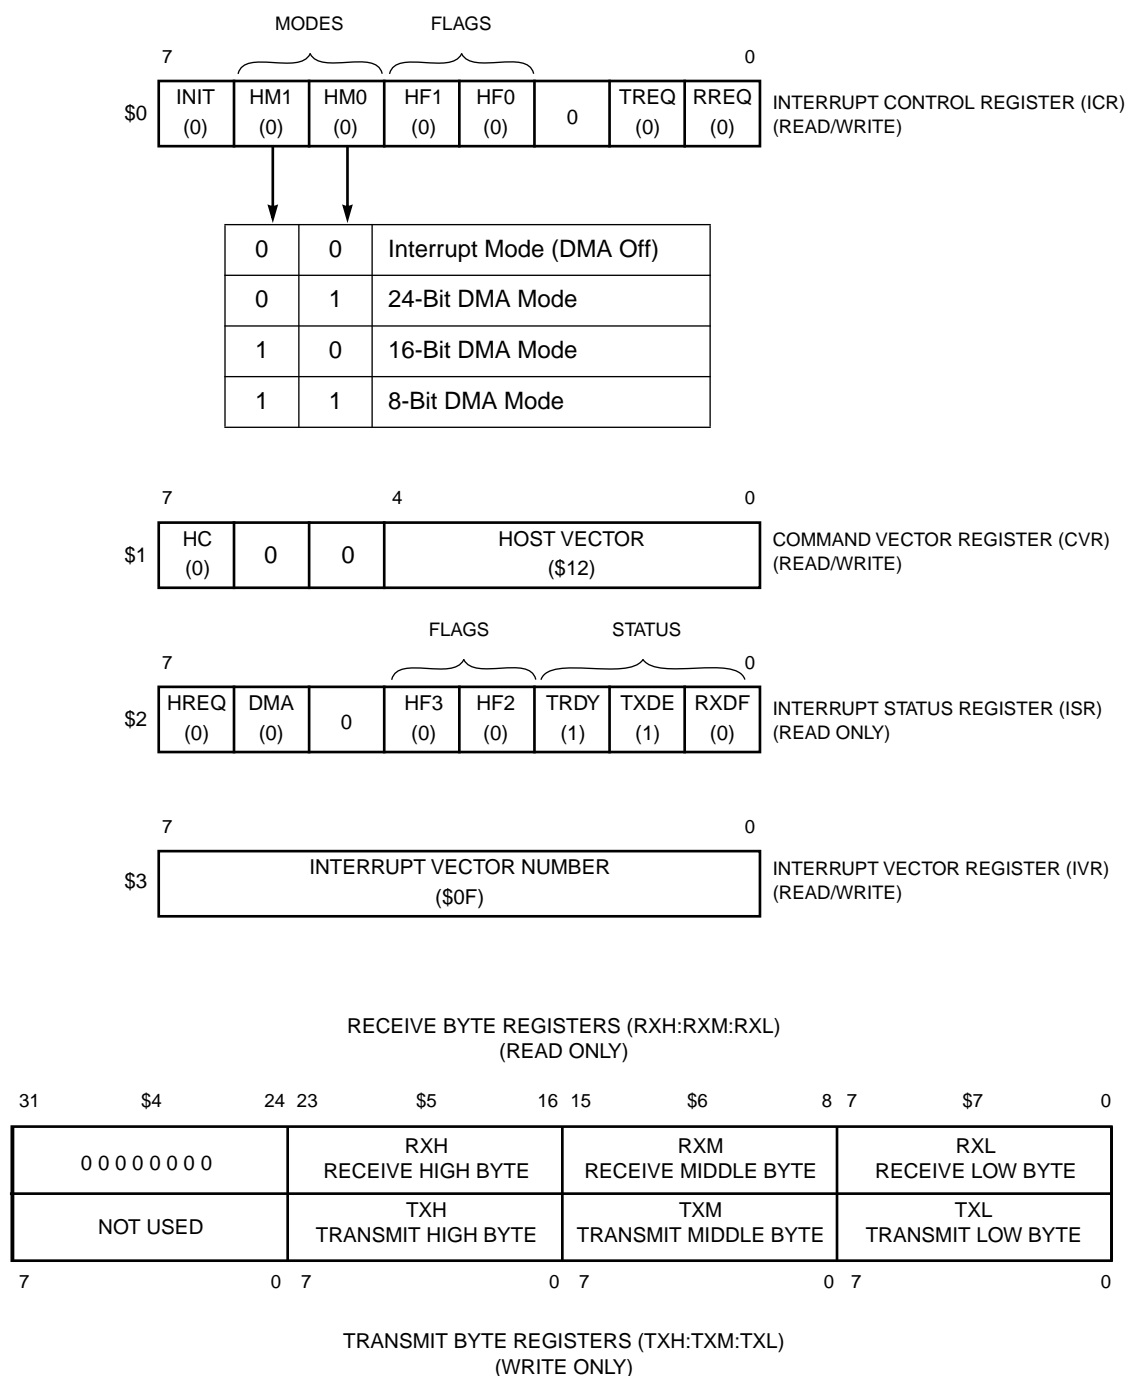 MODES FLAGS
7 0
$0 INIT (0) HM1 (0) HM0 (0) HF1 (0) HF0 (0) 0 TREQ (0) RREQ (0) INTERRUPT CONTROL REGISTER (ICR)
(READ/WRITE)
0 0 Interrupt Mode (DMA Off)
0 1 24-Bit DMA Mode
1 0 16-Bit DMA Mode
1 1 8-Bit DMA Mode
7 4 0
$1 HC (0) 0 0 HOST VECTOR ($12) COMMAND VECTOR REGISTER (CVR)
(READ/WRITE)
FLAGS STATUS
7 0
$2 HREQ (0) DMA (0) 0 HF3 (0) HF2 (0) TRDY (1) TXDE (1) RXDF (0) INTERRUPT STATUS REGISTER (ISR)
(READ ONLY)
7 0
$3 INTERRUPT VECTOR NUMBER ($0F) INTERRUPT VECTOR REGISTER (IVR)
(READ/WRITE)
RECEIVE BYTE REGISTERS (RXH:RXM:RXL)
(READ ONLY)
31 $4 24 23 $5 16 15 $6 8 7 $7 0
0 0 0 0 0 0 0 0 RXH RXM RXL
RECEIVE HIGH BYTE RECEIVE MIDDLE BYTE RECEIVE LOW BYTE
NOT USED TXH TXM TXL
TRANSMIT HIGH BYTE TRANSMIT MIDDLE BYTE TRANSMIT LOW BYTE
7 0 7 0 7 0 7 0
TRANSMIT BYTE REGISTERS (TXH:TXM:TXL)
(WRITE ONLY)